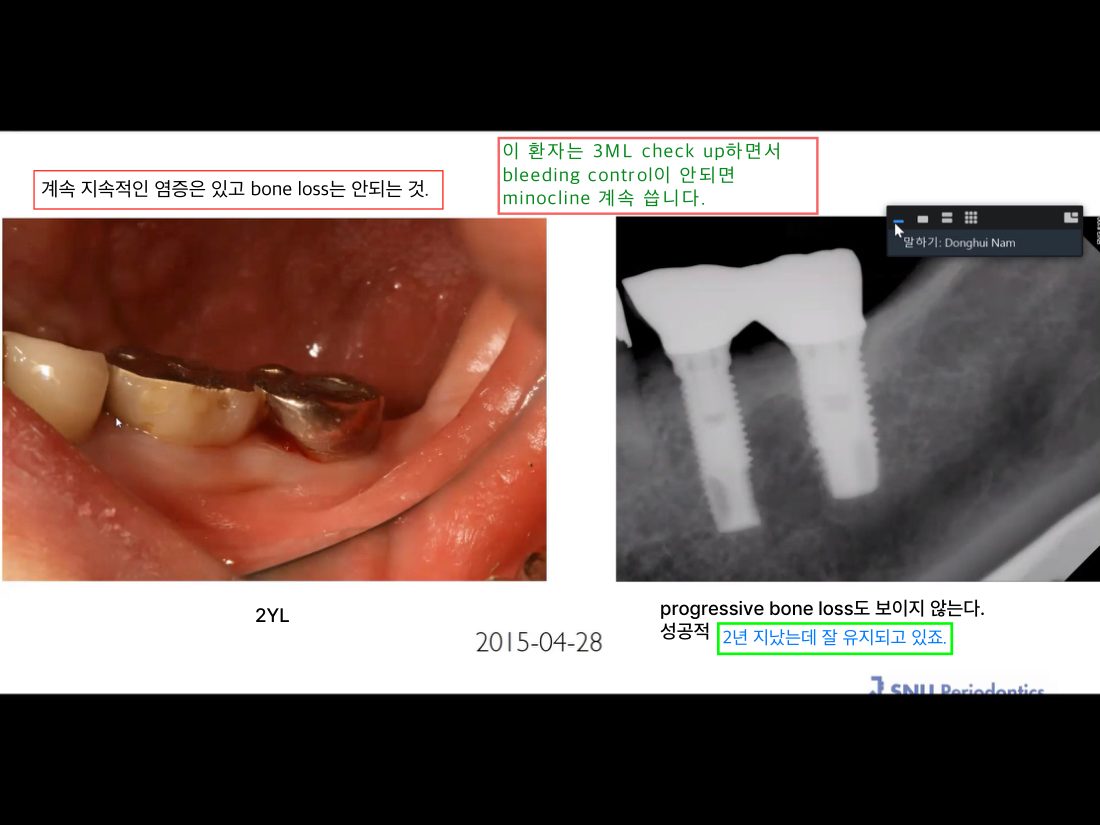 이 환자는 3ML check up하면서
bleeding control이 안되면
minocline 계속 씁니다.
계속 지속적인 염증은 있고 bone loss는 안되는 것.
말하기: Donghui Nam
2YL
progressive bone loss도 보이지 않는다.
성공적 2년 지났는데 잘 유지되고 있죠.
2015-04-28
SNU Periodontics